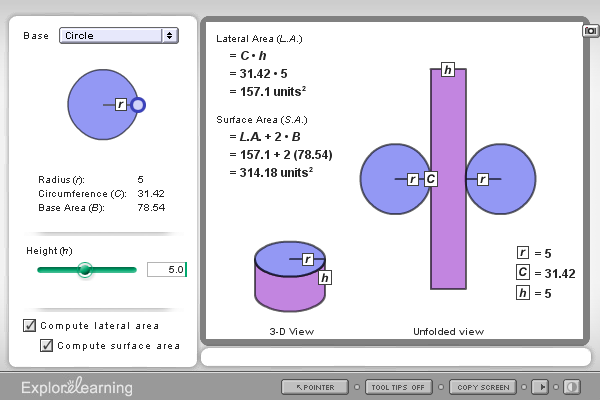 Base Circle
r
Radius (r): 5
Circumference (C): 31.42
Base Area (B): 78.54
Height (h)
5.0
Compute lateral area
Compute surface area
Lateral Area (L.A.)
= C • h
= 31.42 • 5
= 157.1 units²
Surface Area (S.A.)
= L.A. + 2 • B
= 157.1 + 2 (78.54)
= 314.18 units²
r
h
3-D View
h
r C r
Unfolded view
r = 5
C = 31.42
h = 5
ExploreLearning
POINTER
TOOL TIPS OFF
COPY SCREEN